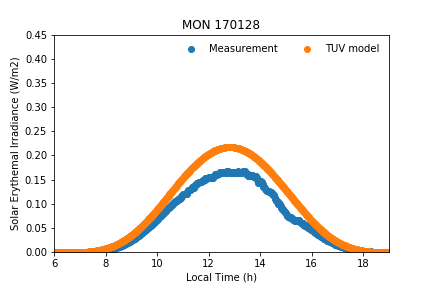 MON 170128
Measurement
TUV model
Solar Erythemal Irradiance (W/m2)
0.45
0.40
0.35
0.30
0.25
0.20
0.15
0.10
0.05
0.00
6 8 10 12 14 16 18
Local Time (h)